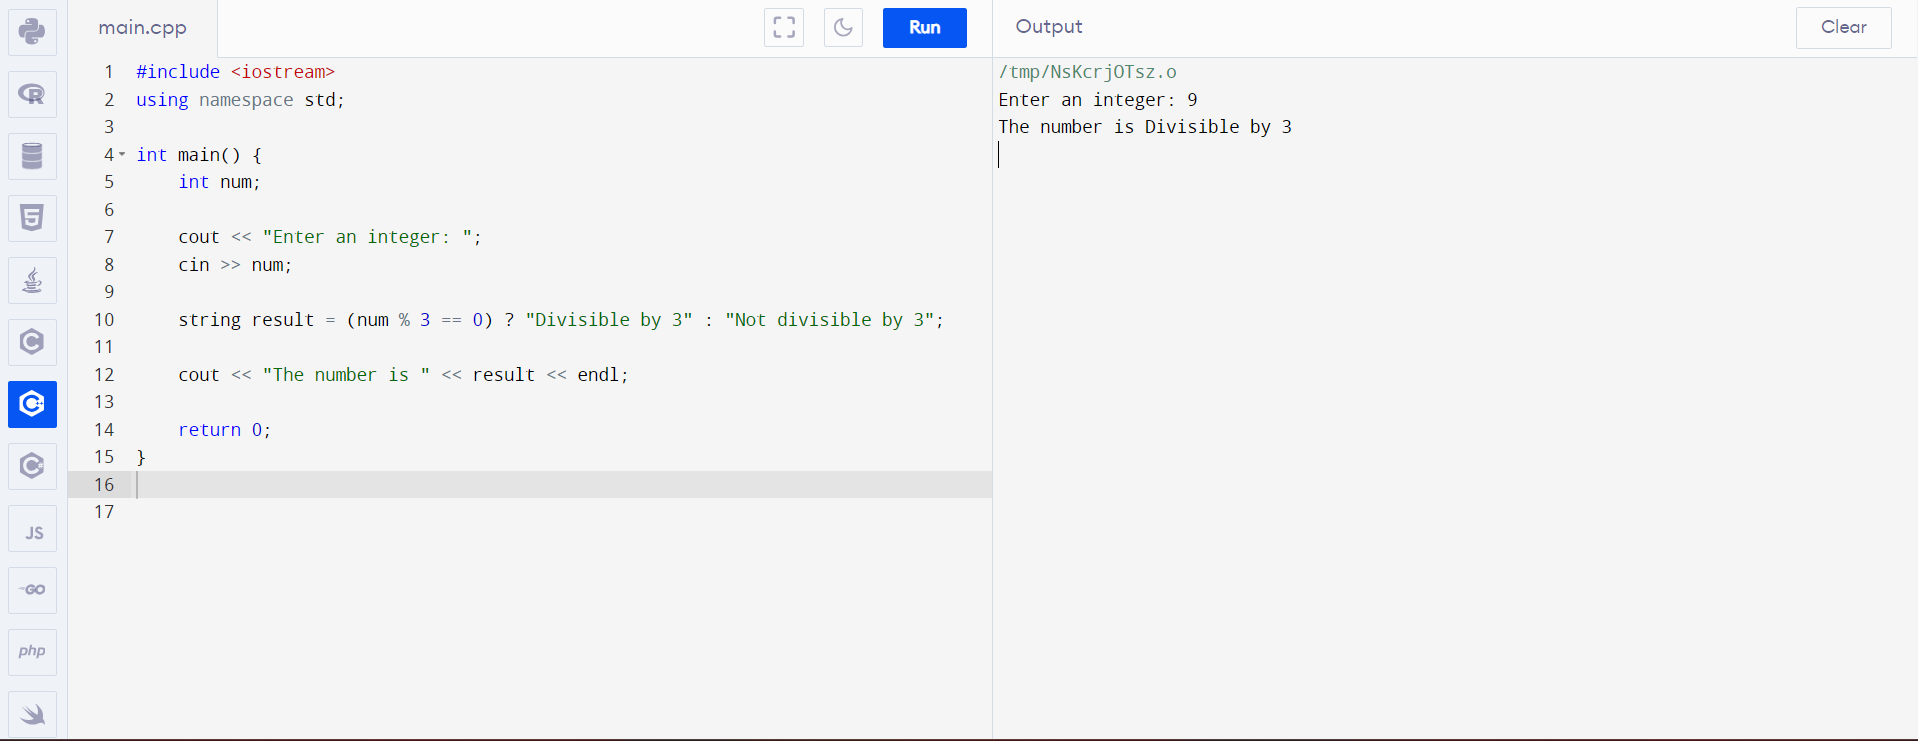 main.cpp
Run
Output
Clear
1 #include <iostream>
2 using namespace std;
3
4 int main() {
5     int num;
6
7     cout << "Enter an integer: ";
8     cin >> num;
9
10     string result = (num % 3 == 0) ? "Divisible by 3" : "Not divisible by 3";
11
12     cout << "The number is " << result << endl;
13
14     return 0;
15 }
16
17
/tmp/NsKcrjOTsz.o
Enter an integer: 9
The number is Divisible by 3
R
5
C
C++
C
JS
GO
php